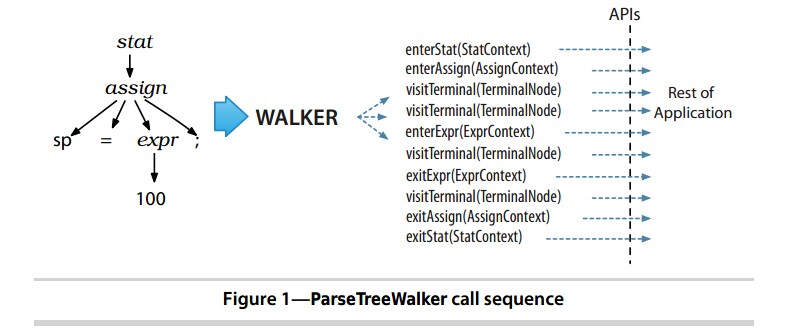 APIs
stat
assign
sp = expr ;
100
WALKER
enterStat(StatContext)
enterAssign(AssignContext)
visitTerminal(TerminalNode)
visitTerminal(TerminalNode)
enterExpr(ExprContext)
visitTerminal(TerminalNode)
exitExpr(ExprContext)
visitTerminal(TerminalNode)
exitAssign(AssignContext)
exitStat(StatContext)
Rest of
Application
Figure 1—ParseTreeWalker call sequence